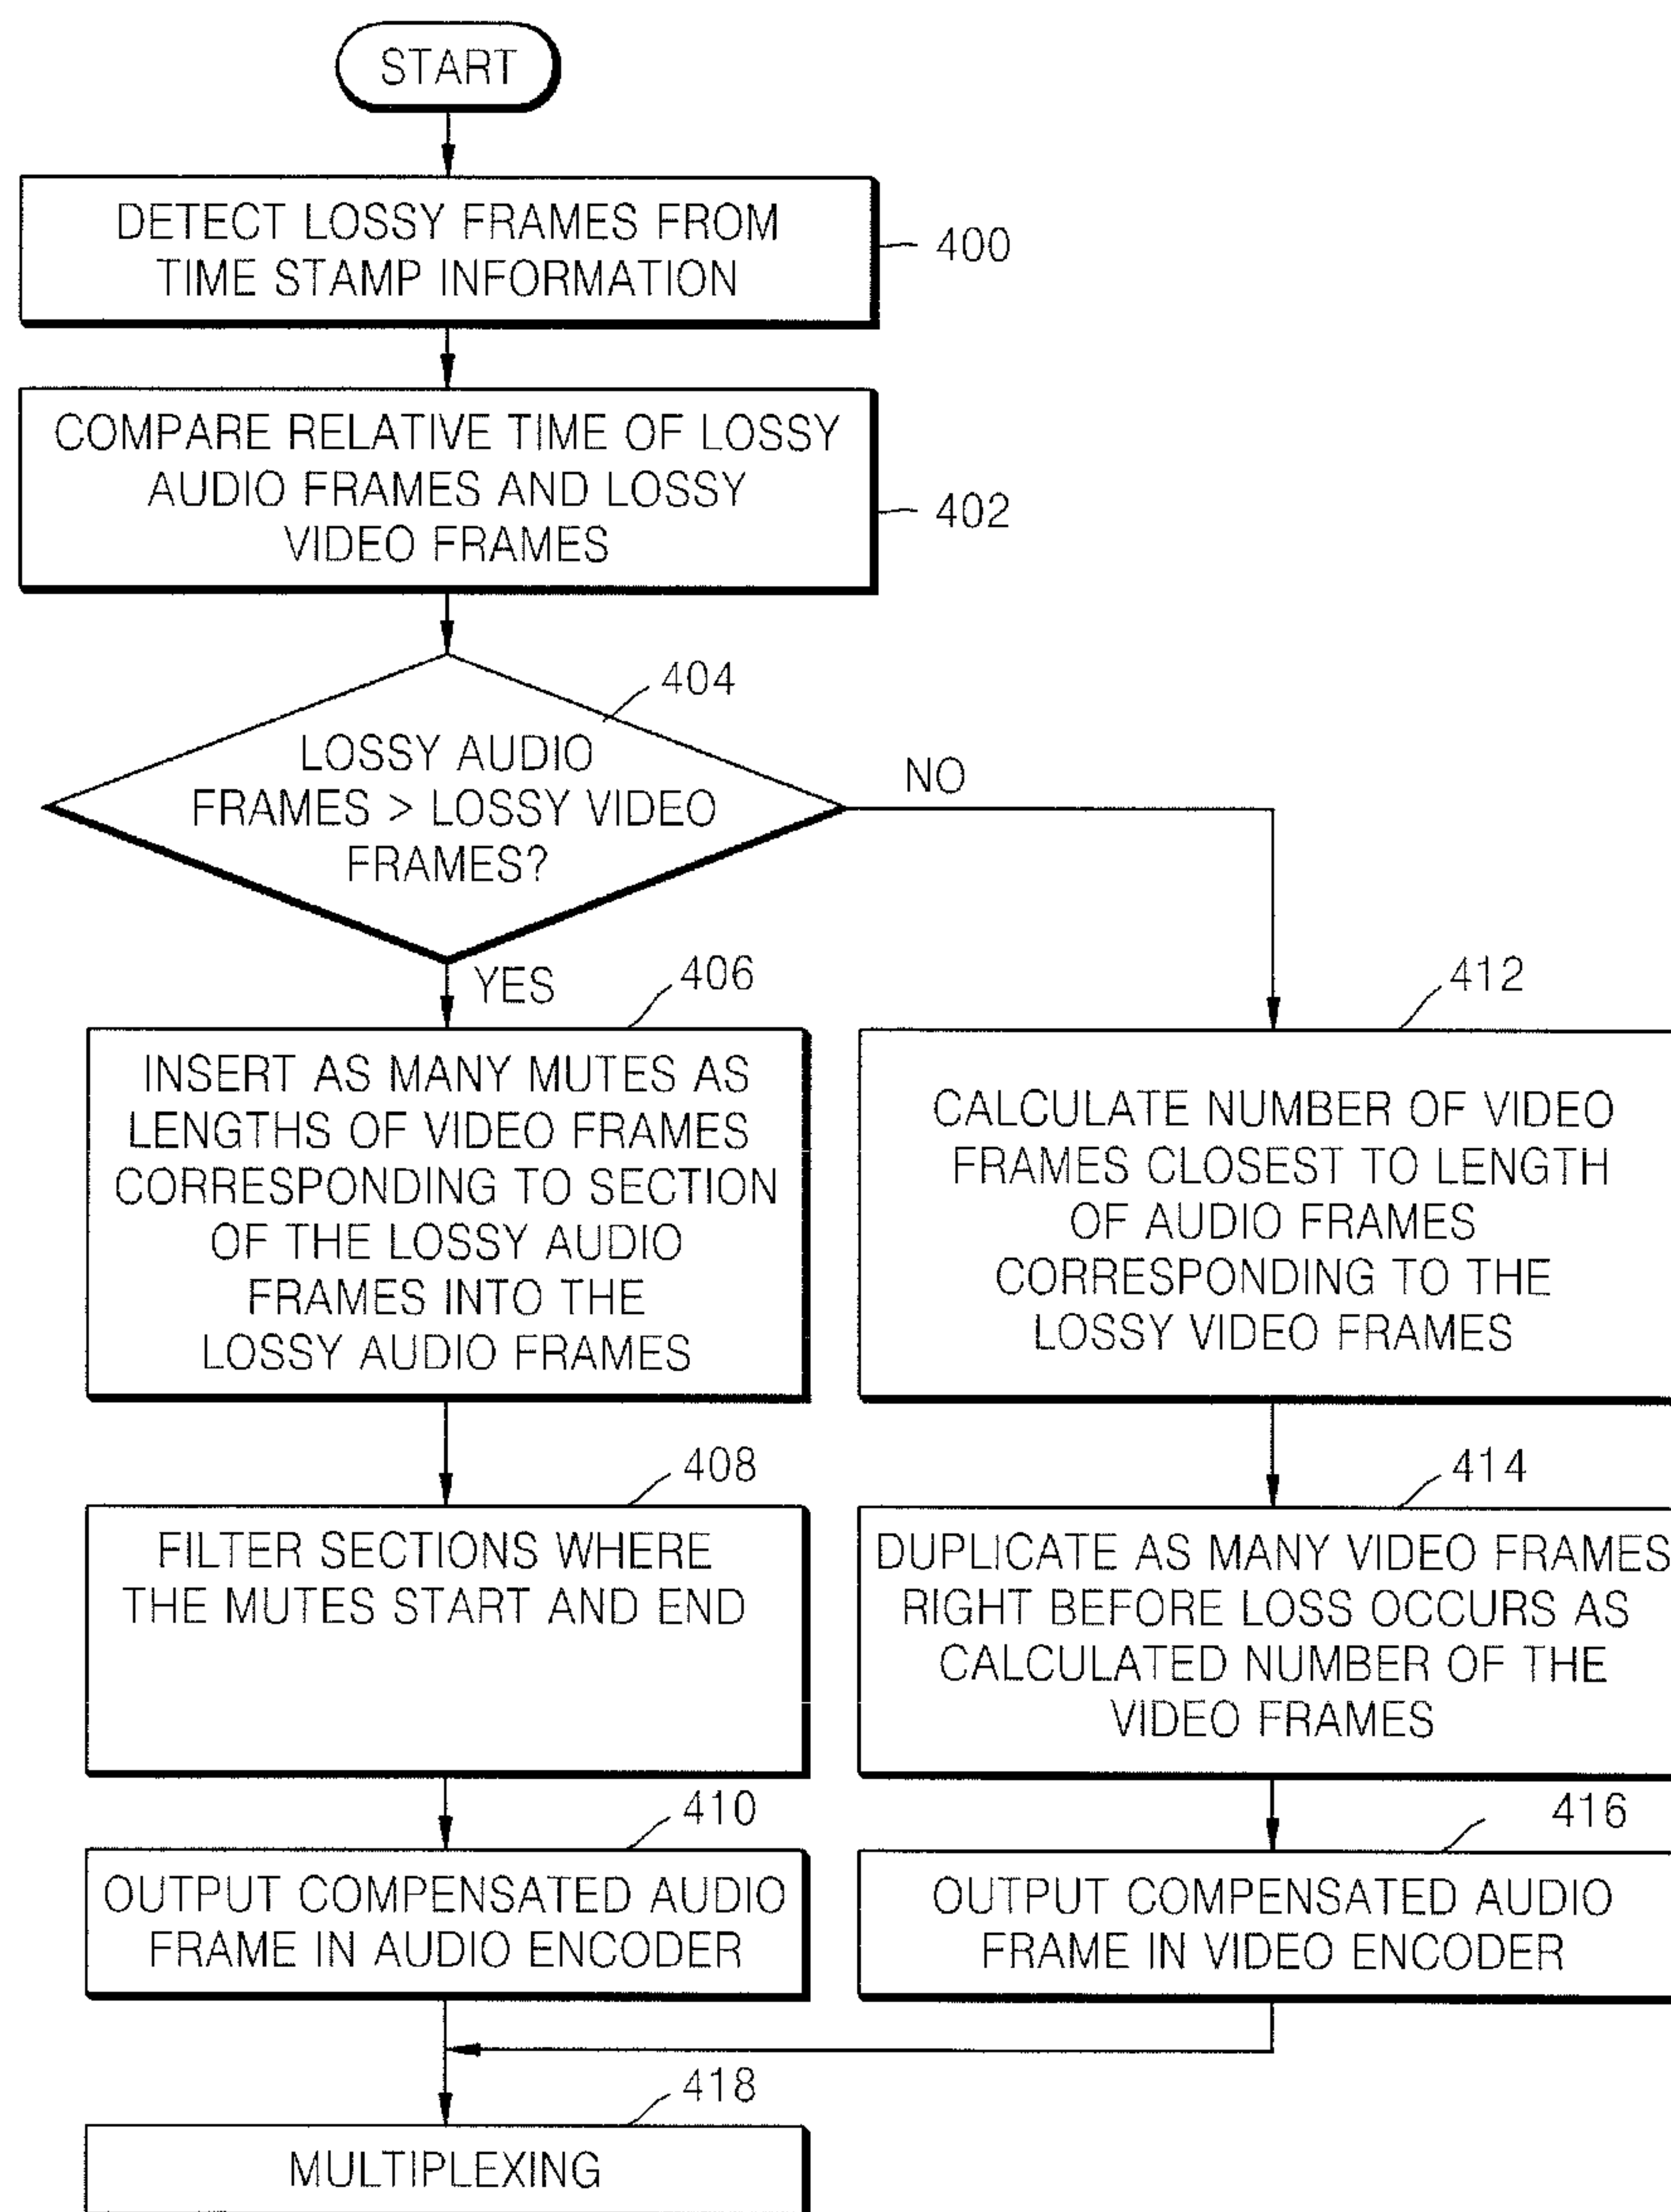 START
DETECT LOSSY FRAMES FROM
TIME STAMP INFORMATION
400
COMPARE RELATIVE TIME OF LOSSY
AUDIO FRAMES AND LOSSY
VIDEO FRAMES
402
404
LOSSY AUDIO
FRAMES > LOSSY VIDEO
FRAMES?
NO
YES
406
INSERT AS MANY MUTES AS
LENGTHS OF VIDEO FRAMES
CORRESPONDING TO SECTION
OF THE LOSSY AUDIO
FRAMES INTO THE
LOSSY AUDIO FRAMES
412
CALCULATE NUMBER OF VIDEO
FRAMES CLOSEST TO LENGTH
OF AUDIO FRAMES
CORRESPONDING TO THE
LOSSY VIDEO FRAMES
408
FILTER SECTIONS WHERE
THE MUTES START AND END
414
DUPLICATE AS MANY VIDEO FRAMES
RIGHT BEFORE LOSS OCCURS AS
CALCULATED NUMBER OF THE
VIDEO FRAMES
410
OUTPUT COMPENSATED AUDIO
FRAME IN AUDIO ENCODER
416
OUTPUT COMPENSATED AUDIO
FRAME IN VIDEO ENCODER
418
MULTIPLEXING